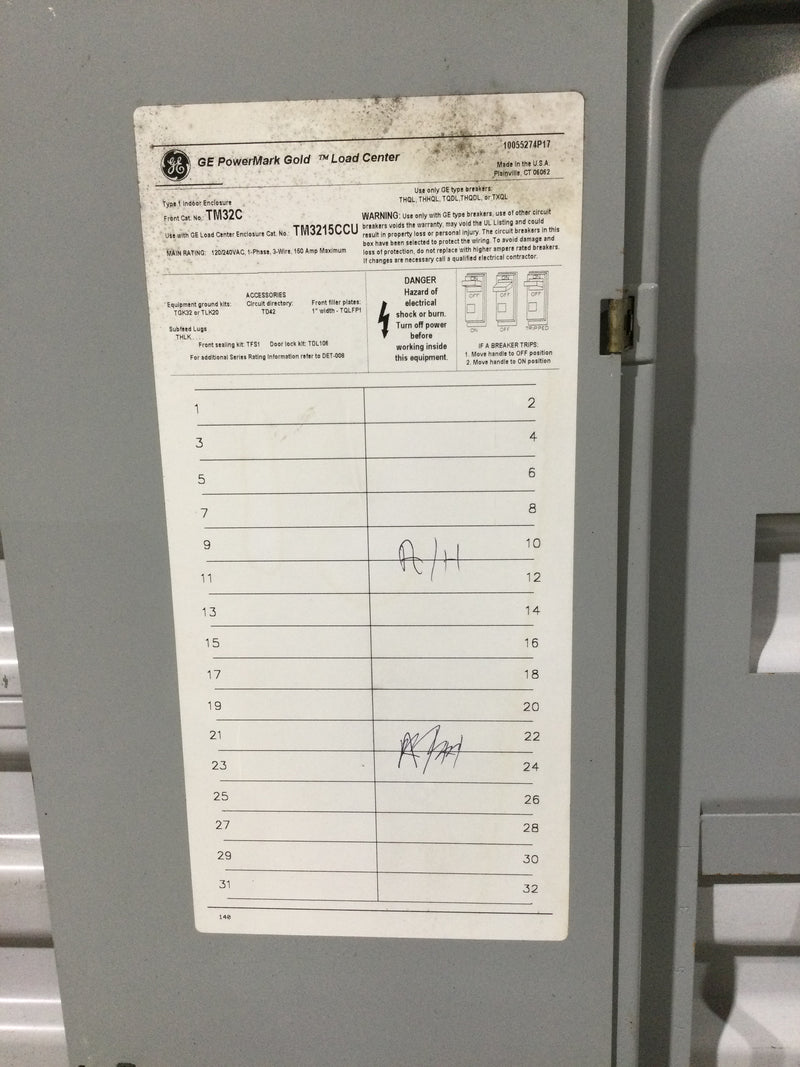 10055274P17
GE GE PowerMark Gold ™ Load Center
Made in the U.S.A.
Plainville, CT 06062
Use only GE type breakers:
THQL, THHQL, TQDL, THQDL, or TXQL
Type 1 Indoor Enclosure
Front Cat. No. TM32C
Use with GE Load Center Enclosure Cat. No.: TM3215CCU
MAIN RATING: 120/240VAC, 1-Phase, 3-Wire, 150 Amp Maximum
WARNING: Use only with GE type breakers, use of other circuit
breakers voids the warranty, may void the UL Listing and could
result in property loss or personal injury. The circuit breakers in this
box have been selected to protect the wiring. To avoid damage and
loss of protection, do not replace with higher ampere rated breakers.
If changes are necessary call a qualified electrical contractor.
ACCESSORIES
Equipment ground kits:
TGK32 or TLK20
Circuit directory:
TD42
Front filler plates:
1" width - TQLFP1
Subfeed Lugs
THLK....
Front sealing kit: TFS1 Door lock kit: TDL106
For additional Series Rating Information refer to DET-008
DANGER
Hazard of
electrical
shock or burn.
Turn off power
before
working inside
this equipment.
ON ON ON
OFF OFF OFF
ON OFF TRIPPED
IF A BREAKER TRIPS:
1. Move handle to OFF position
2. Move handle to ON position
1 2
3 4
5 6
7 8
9 A/H 10
11 12
13 14
15 16
17 18
19 20
21 22
23 24
25 26
27 28
29 30
31 32
140